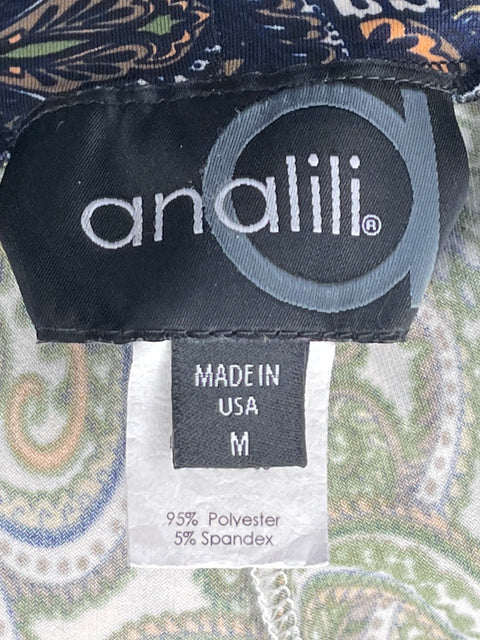 analili®
MADE IN
USA
M
95% Polyester
5% Spandex